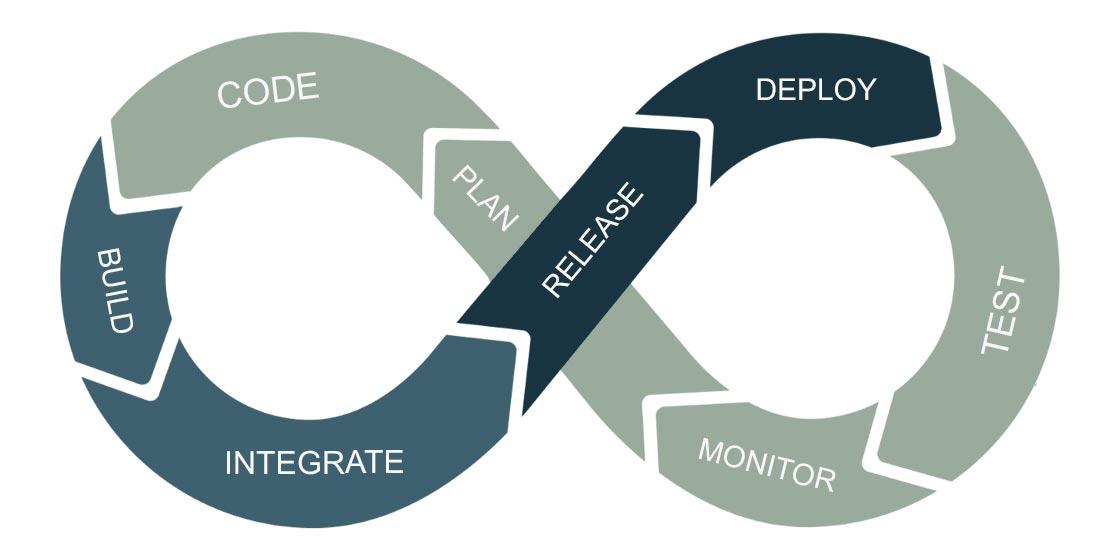 CODE
DEPLOY
PLAN
RELEASE
BUILD
TEST
INTEGRATE
MONITOR